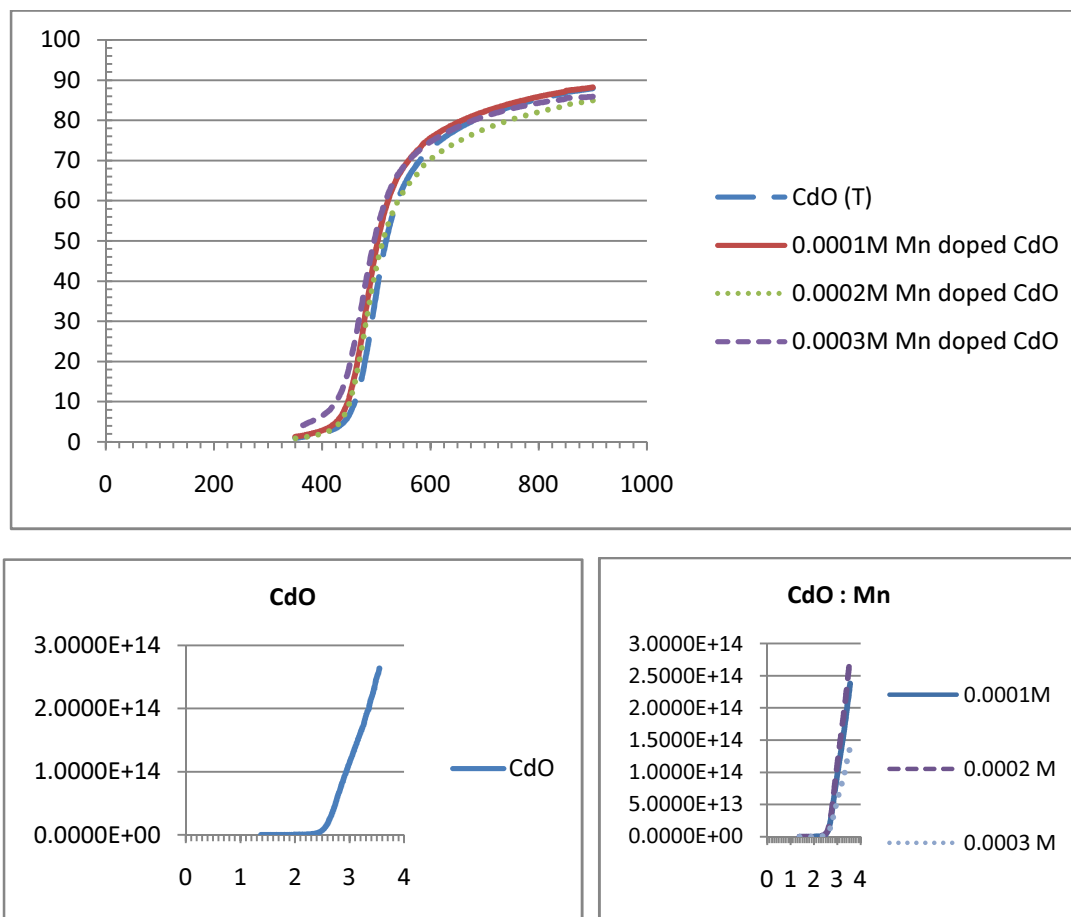 100
90
80
70
60
50
40
30
20
10
0
0 200 400 600 800 1000
CdO (T)
0.0001M Mn doped CdO
0.0002M Mn doped CdO
0.0003M Mn doped CdO
CdO
3.0000E+14
2.0000E+14
1.0000E+14
0.0000E+00
0 1 2 3 4
CdO
CdO : Mn
3.0000E+14
2.5000E+14
2.0000E+14
1.5000E+14
1.0000E+14
5.0000E+13
0.0000E+00
0 1 2 3 4
0.0001M
0.0002 M
0.0003 M